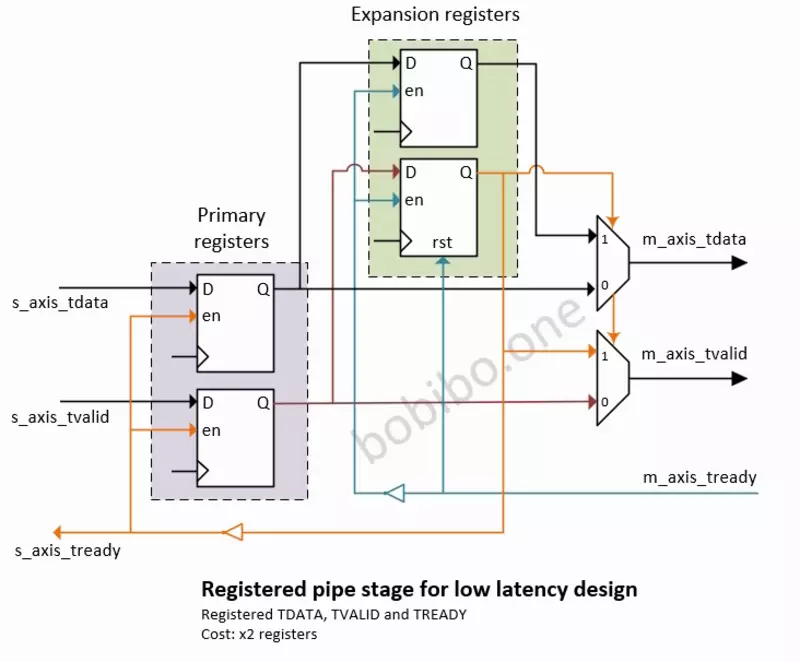 Expansion registers
D Q
en
D Q
en
rst
Primary
registers
D Q
en
D Q
en
s_axis_tdata
s_axis_tvalid
s_axis_tready
1
0
m_axis_tdata
1
0
m_axis_tvalid
m_axis_tready
bobibo.one
Registered pipe stage for low latency design
Registered TDATA, TVALID and TREADY
Cost: x2 registers